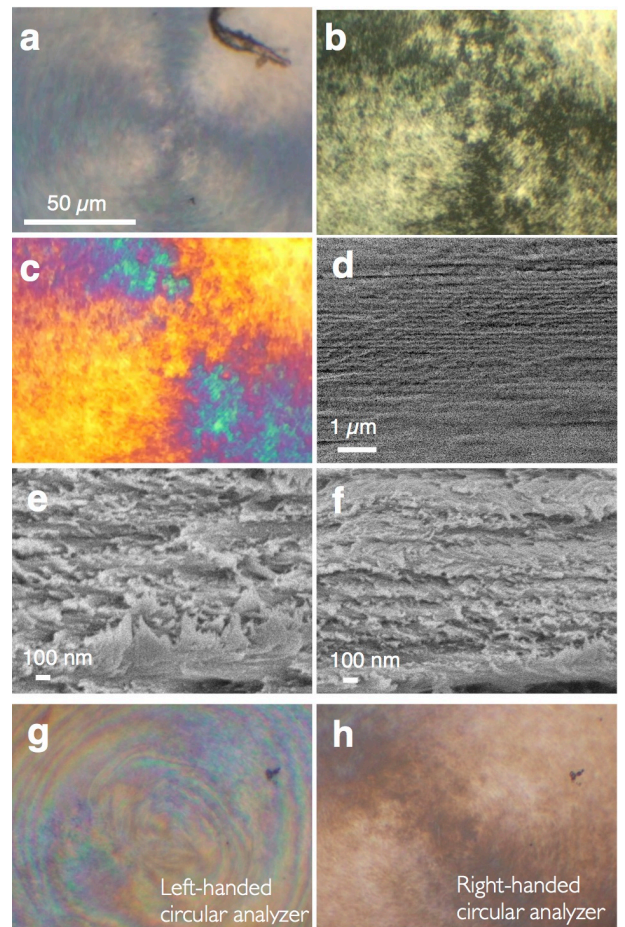 a
b
50 µm
c
d
1 µm
e
f
100 nm
100 nm
g
h
Left-handed
circular analyzer
Right-handed
circular analyzer